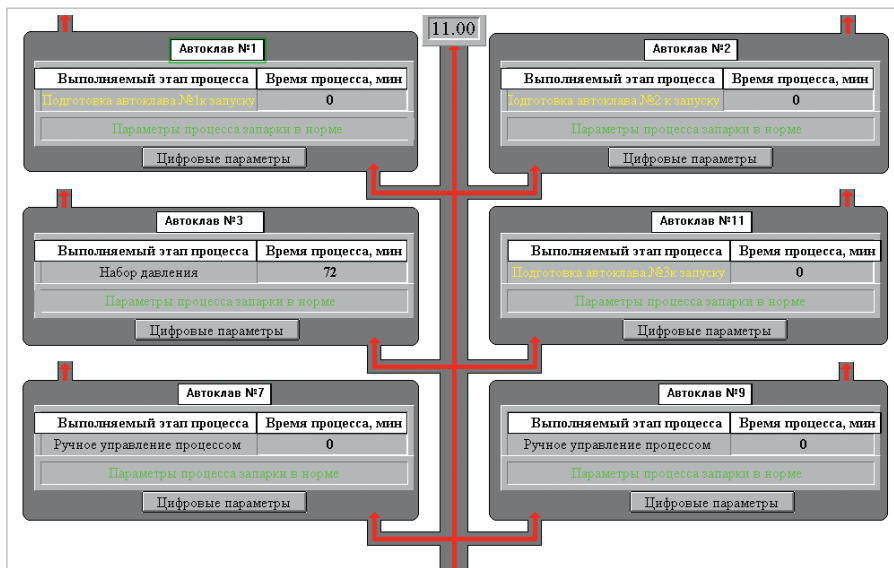 11.00
Автоклав №1
Выполняемый этап процесса Время процесса, мин
Подготовка автоклава №1к запуску 0
Параметры процесса запарки в норме
Цифровые параметры
Автоклав №2
Выполняемый этап процесса Время процесса, мин
Подготовка автоклава №2 к запуску 0
Параметры процесса запарки в норме
Цифровые параметры
Автоклав №3
Выполняемый этап процесса Время процесса, мин
Набор давления 72
Параметры процесса запарки в норме
Цифровые параметры
Автоклав №11
Выполняемый этап процесса Время процесса, мин
Подготовка автоклава №3к запуску 0
Параметры процесса запарки в норме
Цифровые параметры
Автоклав №7
Выполняемый этап процесса Время процесса, мин
Ручное управление процессом 0
Параметры процесса запарки в норме
Цифровые параметры
Автоклав №9
Выполняемый этап процесса Время процесса, мин
Ручное управление процессом 0
Параметры процесса запарки в норме
Цифровые параметры